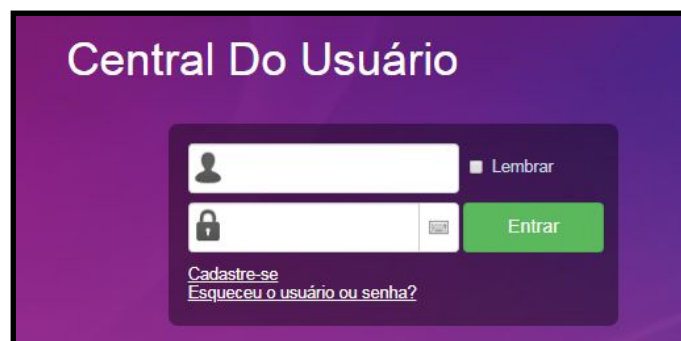 Central Do Usuário
Lembrar
Entrar
Cadastre-se
Esqueceu o usuário ou senha?